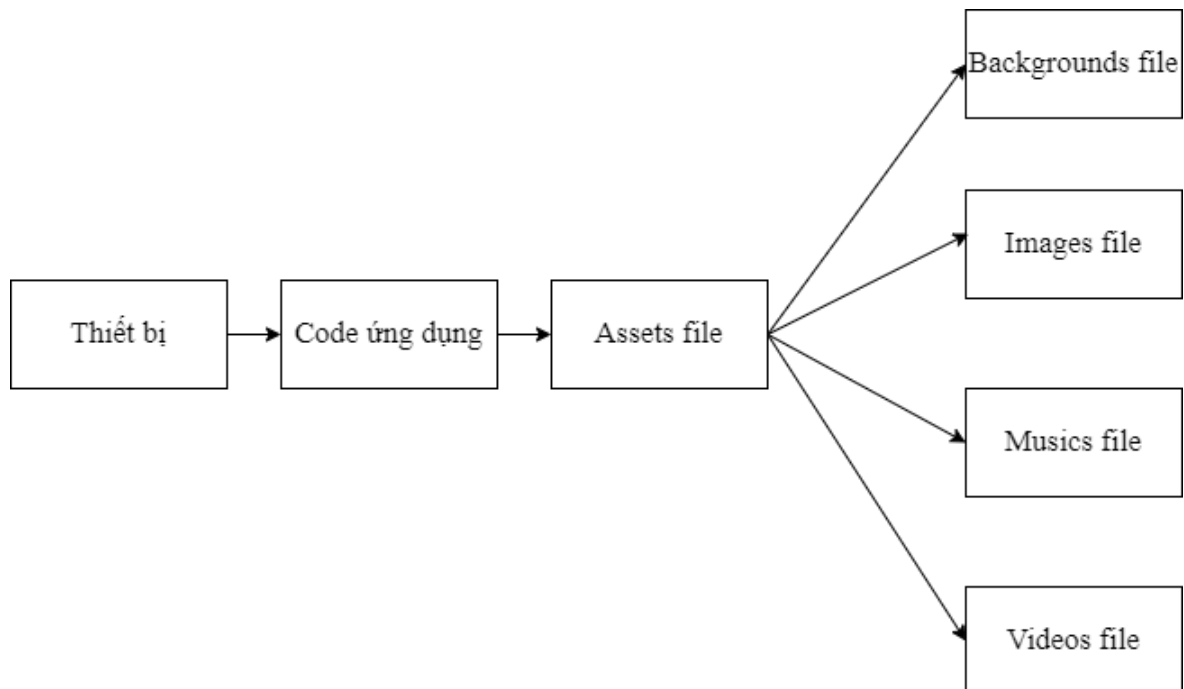 Thiết bị
Code ứng dụng
Assets file
Backgrounds file
Images file
Musics file
Videos file